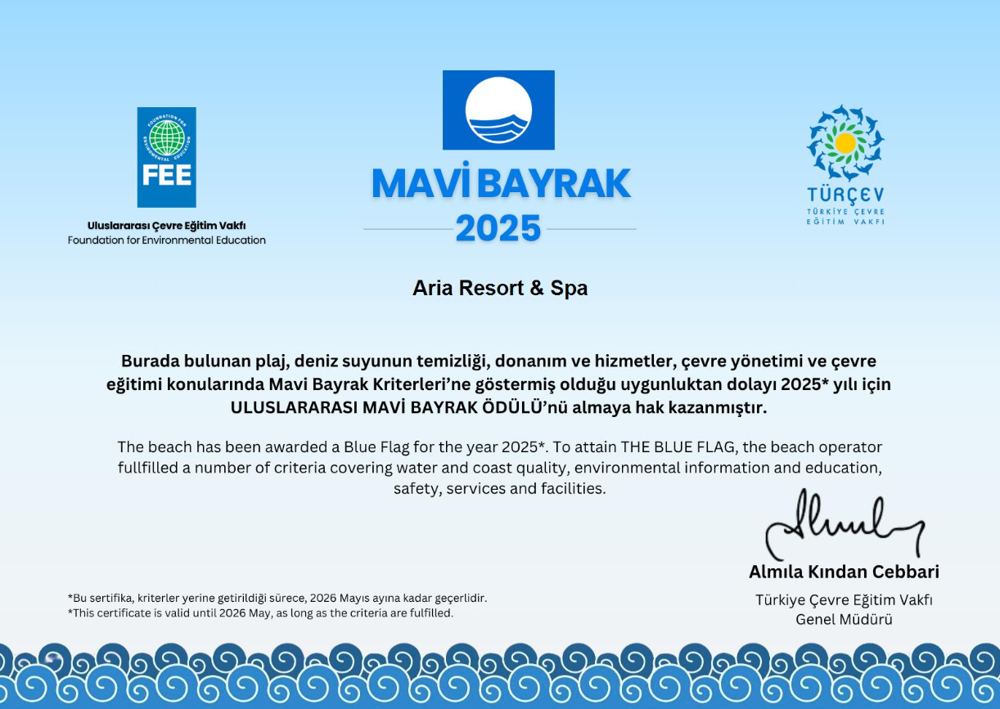 FOUNDATION FOR ENVIRONMENTAL EDUCATION
FEE
Uluslararası Çevre Eğitim Vakfı
Foundation for Environmental Education
MAVİ BAYRAK
2025
TÜRÇEV
TÜRKİYE ÇEVRE
EĞİTİM VAKFI
Aria Resort & Spa
Burada bulunan plaj, deniz suyunun temizliği, donanım ve hizmetler, çevre yönetimi ve çevre
eğitimi konularında Mavi Bayrak Kriterleri’ne göstermiş olduğu uygunluktan dolayı 2025* yılı için
ULUSLARARASI MAVİ BAYRAK ÖDÜLÜ’nü almaya hak kazanmıştır.
The beach has been awarded a Blue Flag for the year 2025*. To attain THE BLUE FLAG, the beach operator
fullfilled a number of criteria covering water and coast quality, environmental information and education,
safety, services and facilities.
Almıla Kından Cebbari
Türkiye Çevre Eğitim Vakfı
Genel Müdürü
*Bu sertifika, kriterler yerine getirildiği sürece, 2026 Mayıs ayına kadar geçerlidir.
*This certificate is valid until 2026 May, as long as the criteria are fulfilled.